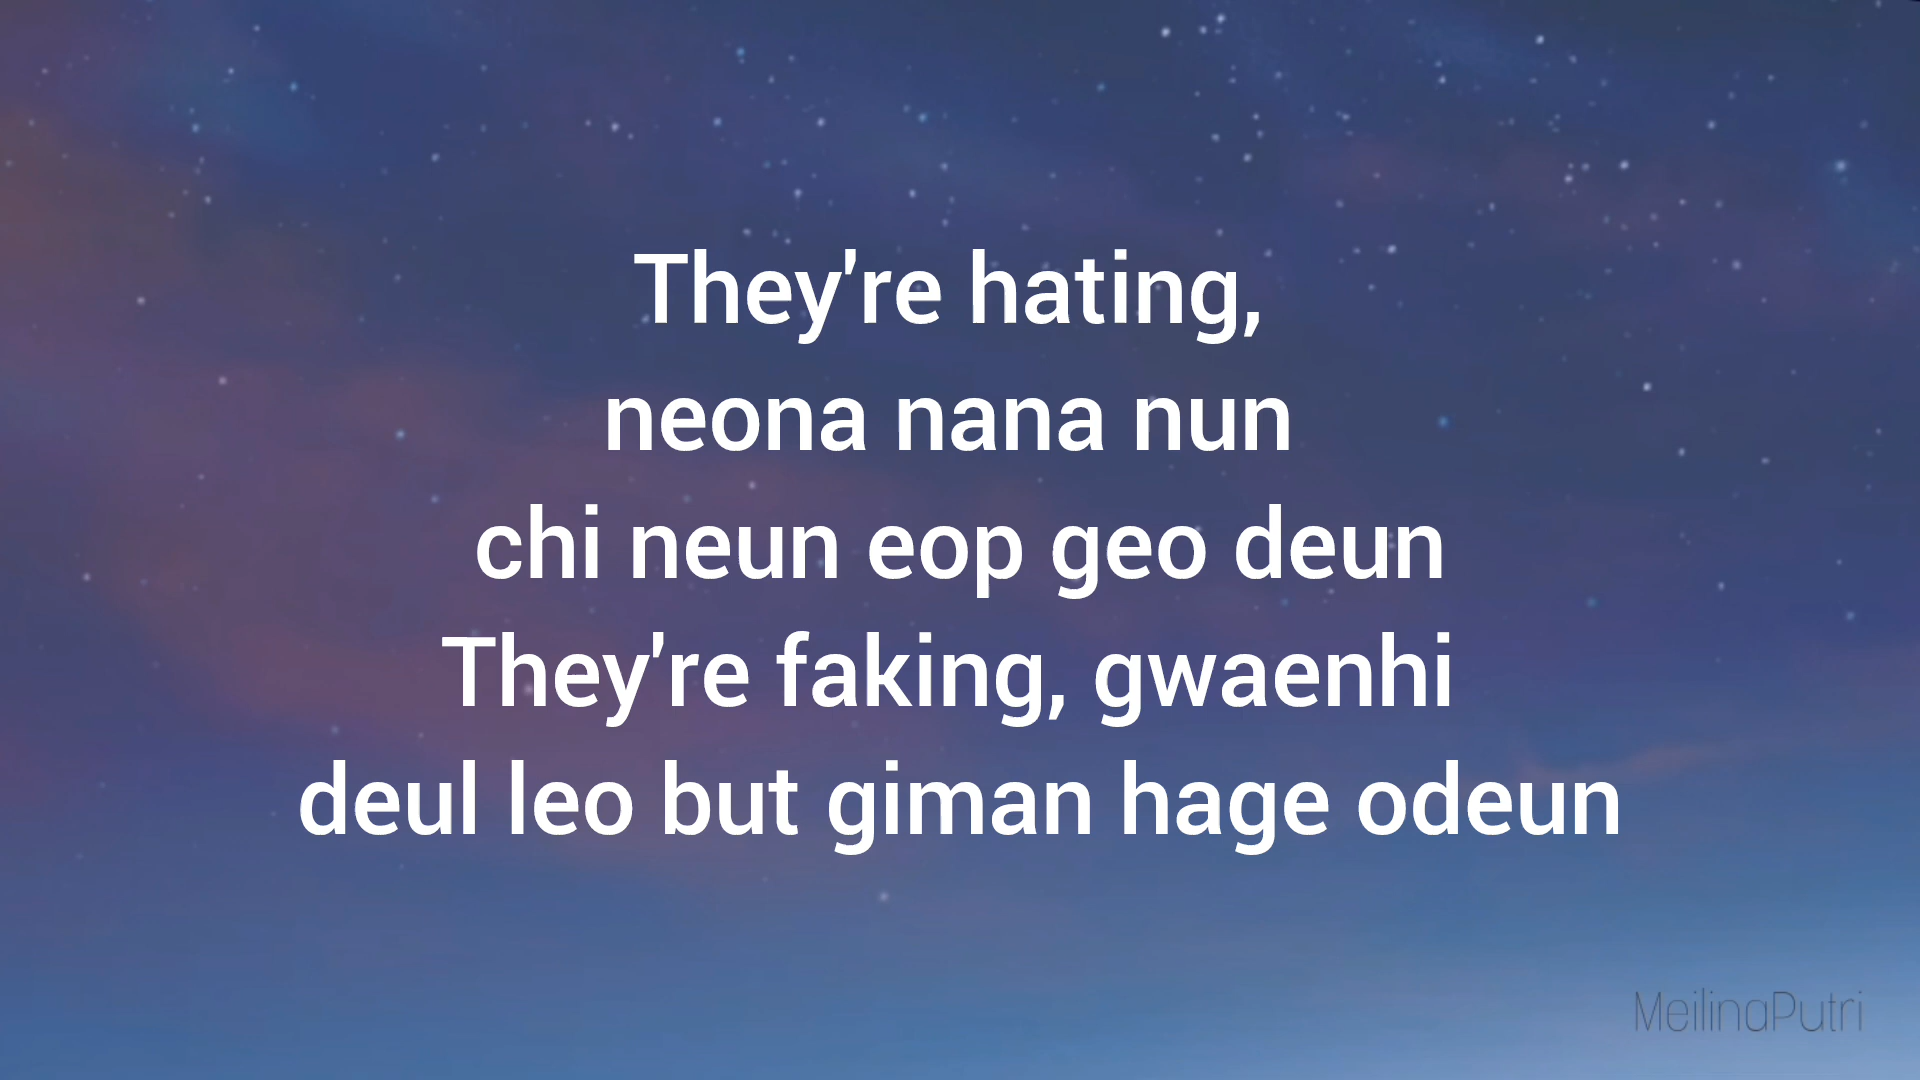 They're hating,
neona nana nun
chi neun eop geo deun
They're faking, gwaenhi
deul leo but giman hage odeun
MeilinaPutri